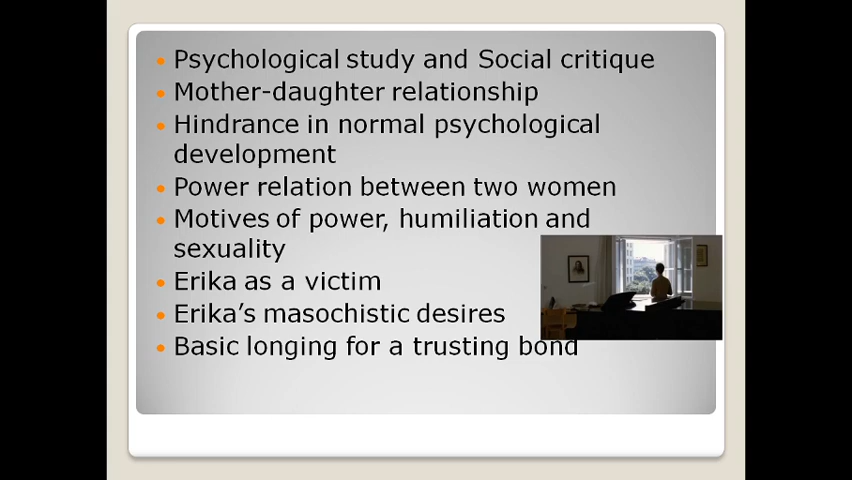 Psychological study and Social critique
Mother-daughter relationship
Hindrance in normal psychological
development
Power relation between two women
Motives of power, humiliation and
sexuality
Erika as a victim
Erika's masochistic desires
Basic longing for a trusting bond